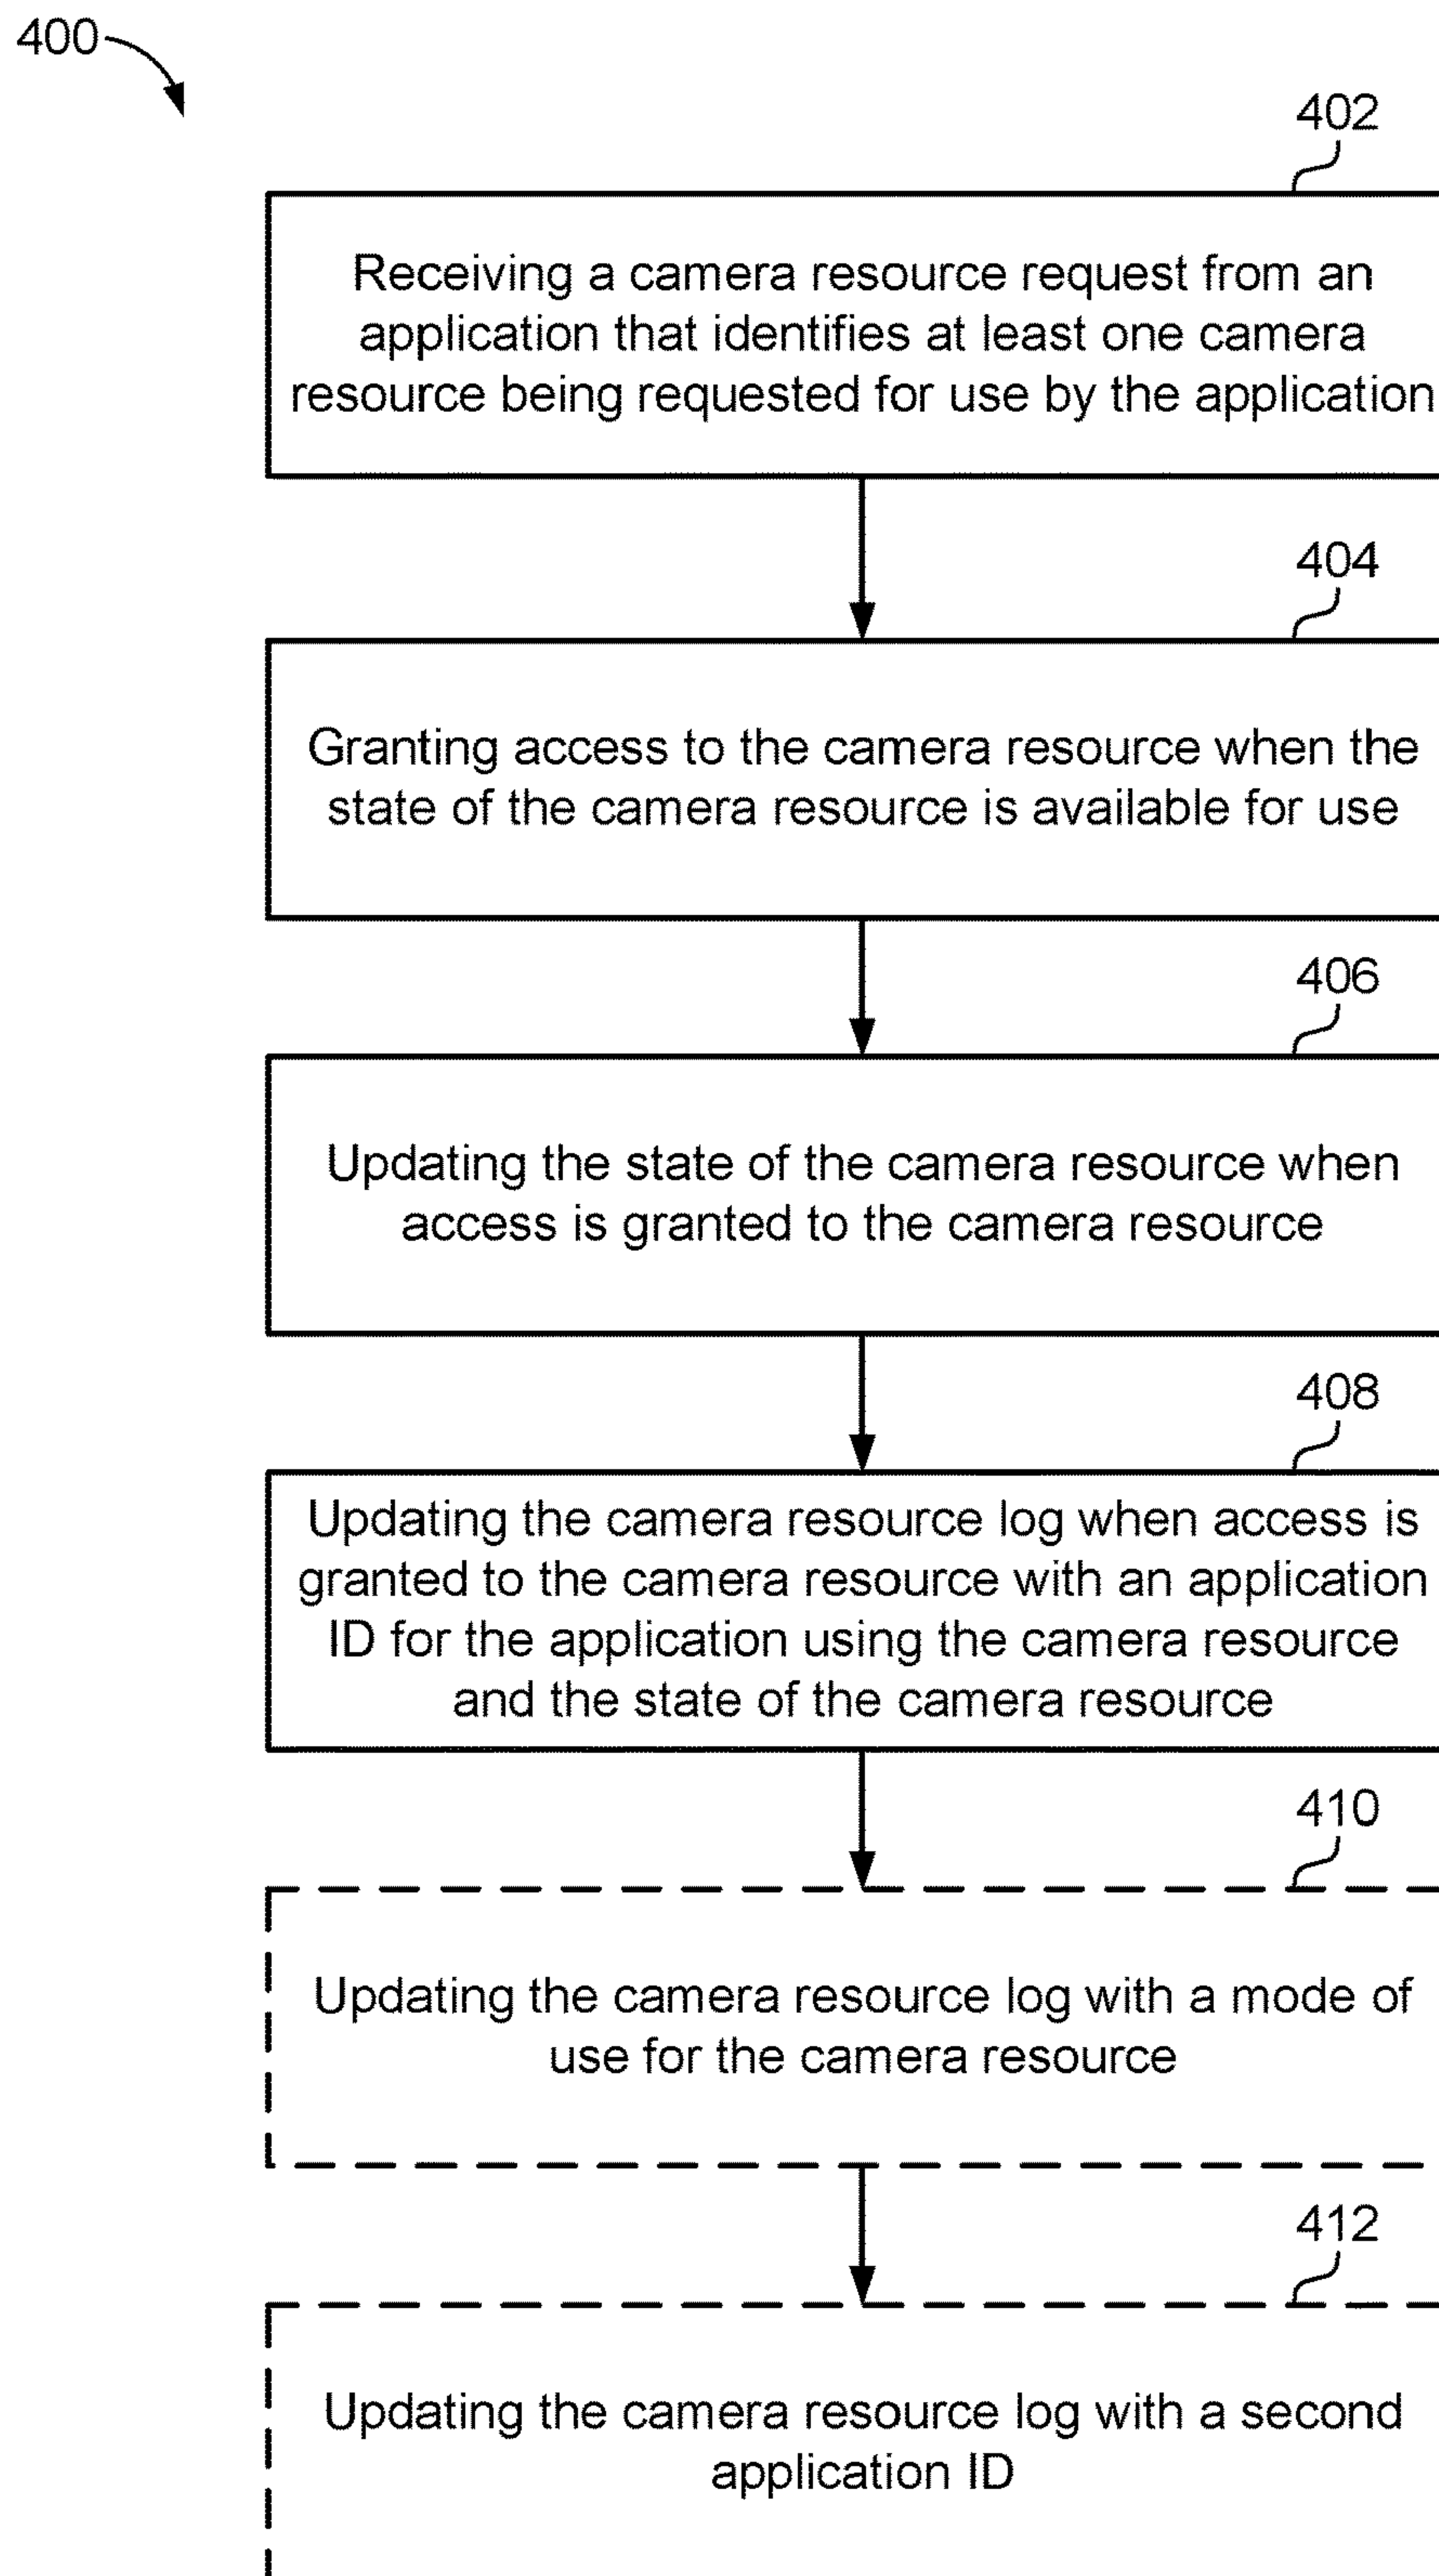 400
402
Receiving a camera resource request from an
application that identifies at least one camera
resource being requested for use by the application
404
Granting access to the camera resource when the
state of the camera resource is available for use
406
Updating the state of the camera resource when
access is granted to the camera resource
408
Updating the camera resource log when access is
granted to the camera resource with an application
ID for the application using the camera resource
and the state of the camera resource
410
Updating the camera resource log with a mode of
use for the camera resource
412
Updating the camera resource log with a second
application ID